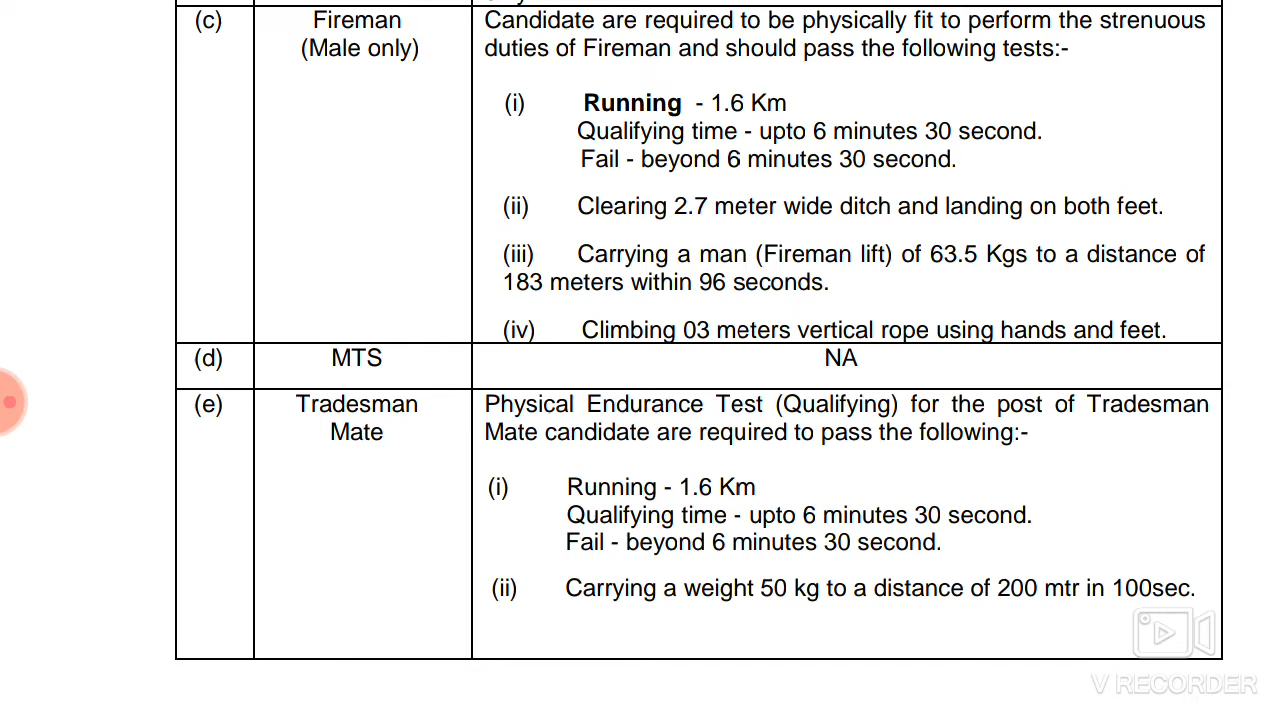 (c) Fireman Candidate are required to be physically fit to perform the strenuous
(Male only) duties of Fireman and should pass the following tests:-
(i) Running - 1.6 Km
Qualifying time - upto 6 minutes 30 second.
Fail - beyond 6 minutes 30 second.
(ii) Clearing 2.7 meter wide ditch and landing on both feet.
(iii) Carrying a man (Fireman lift) of 63.5 Kgs to a distance of
183 meters within 96 seconds.
(iv) Climbing 03 meters vertical rope using hands and feet.
(d) MTS NA
(e) Tradesman Physical Endurance Test (Qualifying) for the post of Tradesman
Mate Mate candidate are required to pass the following:-
(i) Running - 1.6 Km
Qualifying time - upto 6 minutes 30 second.
Fail - beyond 6 minutes 30 second.
(ii) Carrying a weight 50 kg to a distance of 200 mtr in 100sec.
V RECORDER